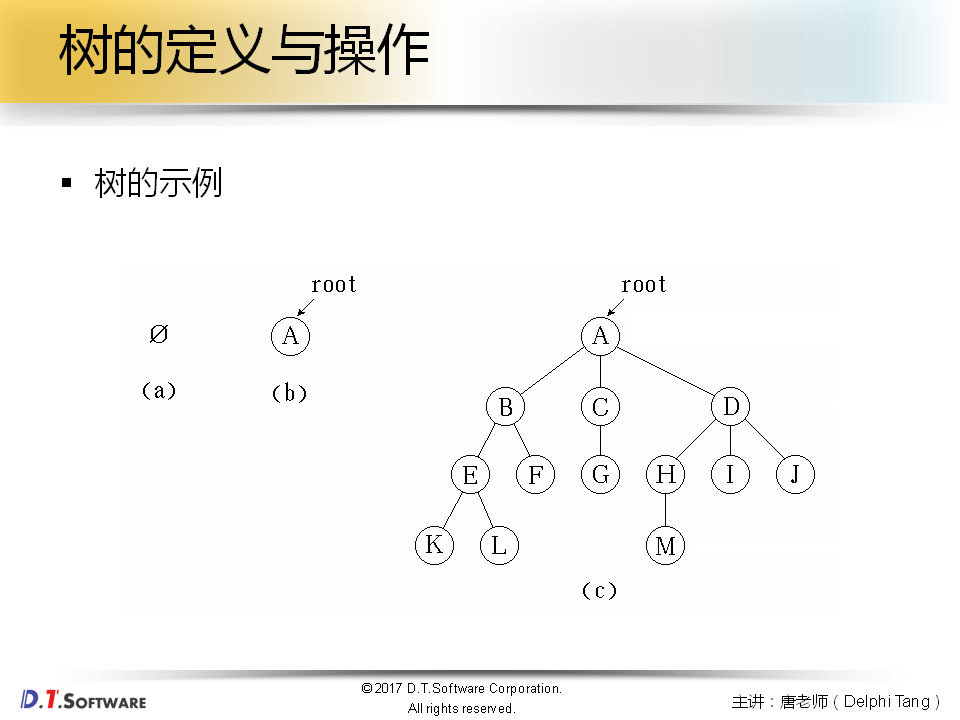 树的定义与操作
▪ 树的示例
root root
Ø A A
(a) (b)
B C D
E F G H I J
K L M
(c)
©2017 D.T.Software Corporation.
D.T.SOFTWARE 主讲：唐老师（Delphi Tang）
All rights reserved.